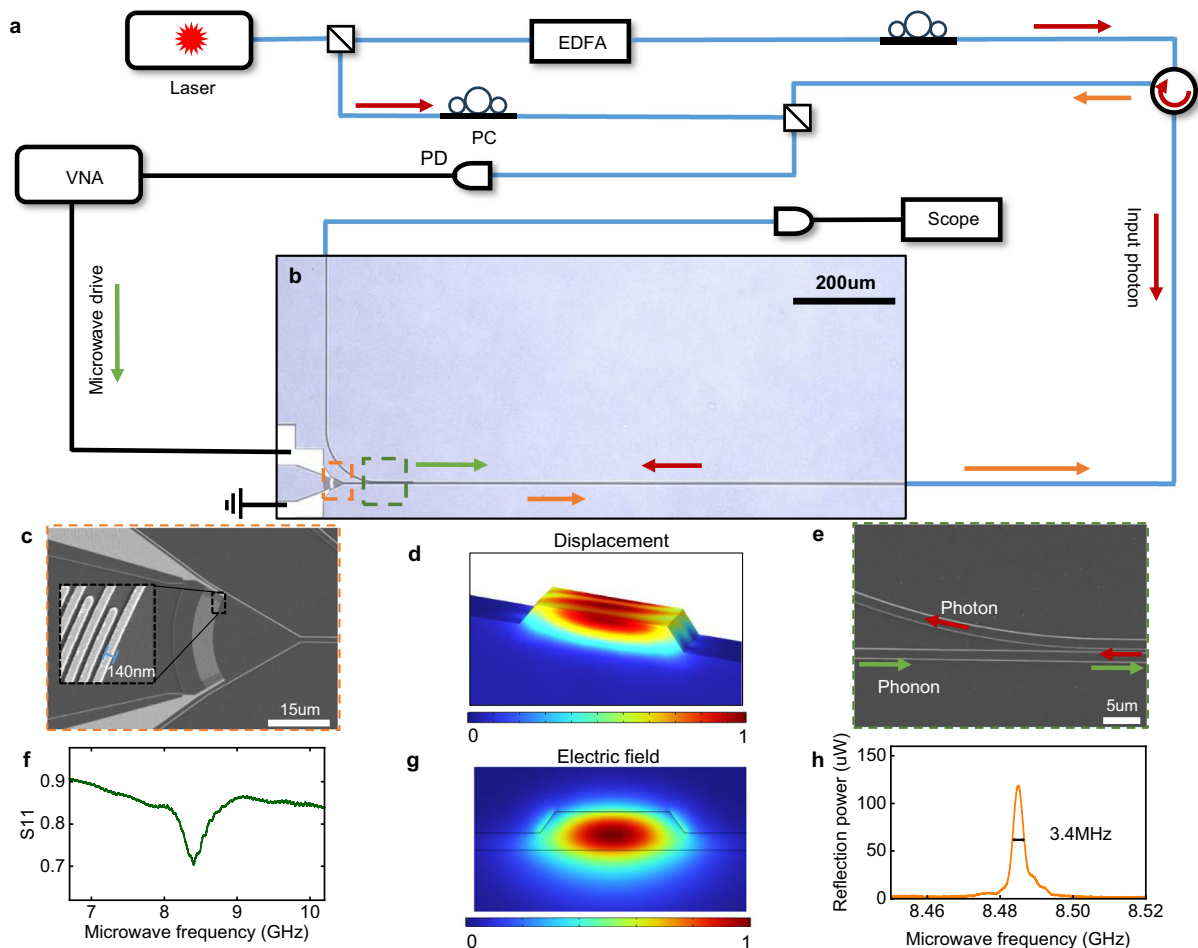 a
Laser
EDFA
PC
PD
VNA
Scope
Microwave drive
Input photon
b
200um
c
140nm
15um
d
Displacement
0 1
e
Photon
Phonon
5um
f
S11
0.9
0.8
0.7
7 8 9 10
Microwave frequency (GHz)
g
Electric field
0 1
h
Reflection power (uW)
150
100
50
0
3.4MHz
8.46 8.48 8.50 8.52
Microwave frequency (GHz)